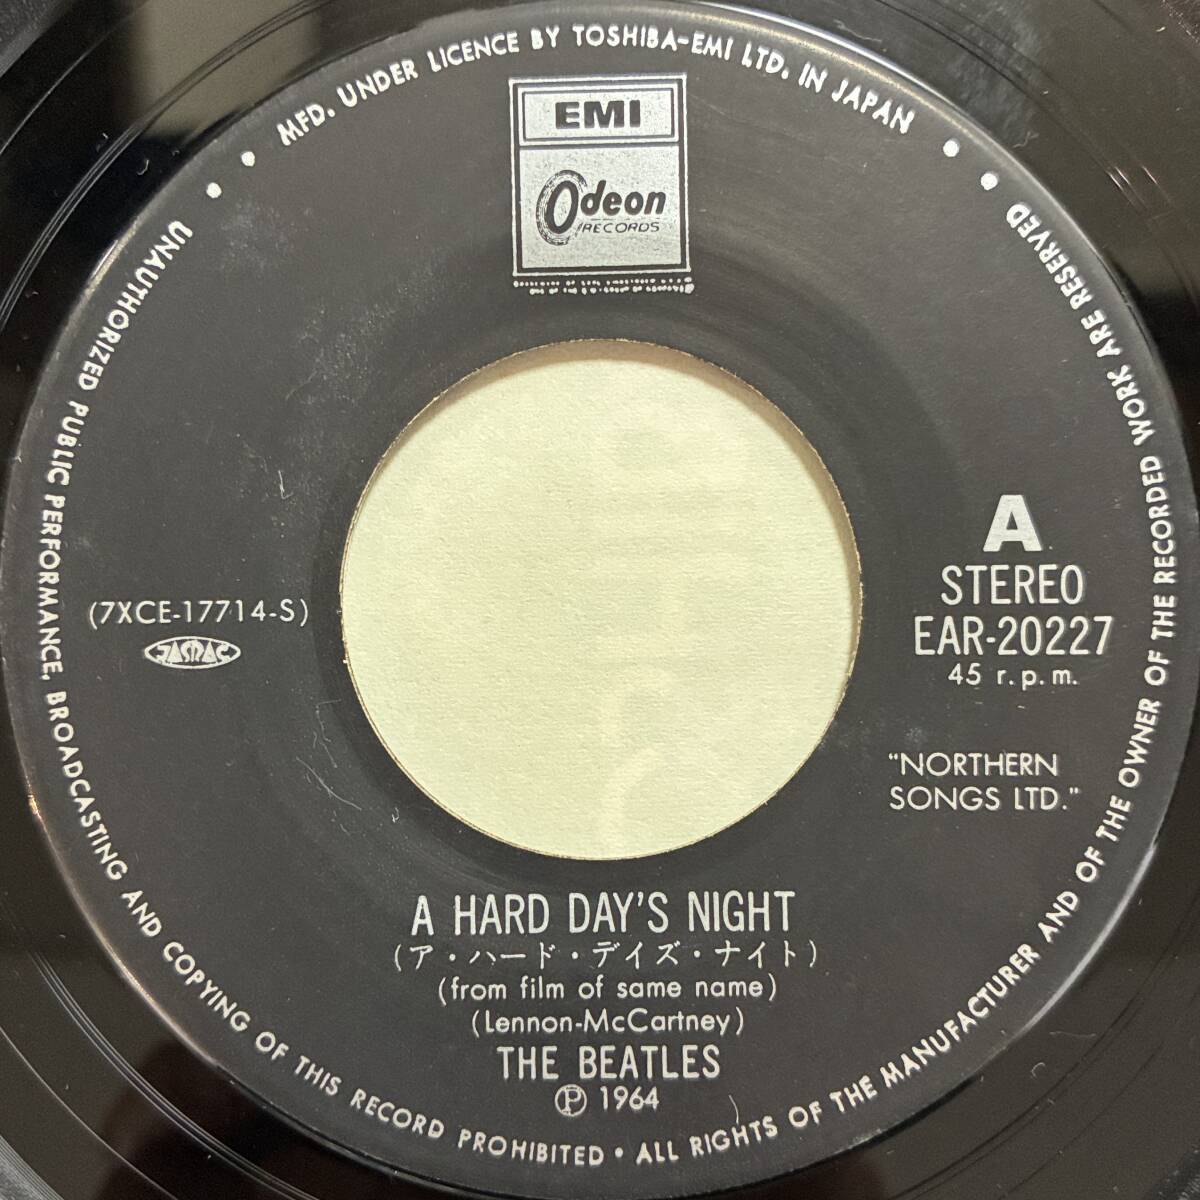 MFD. UNDER LICENCE BY TOSHIBA-EMI LTD. IN JAPAN
EMI
Odeon
RECORDS
A
STEREO
EAR-20227
45 r.p.m.
(7XCE-17714-S)
JASRAC
"NORTHERN
SONGS LTD."
A HARD DAY'S NIGHT
(ア・ハード・デイズ・ナイト)
(from film of same name)
(Lennon-McCartney)
THE BEATLES
Ⓟ 1964
UNAUTHORIZED PUBLIC PERFORMANCE, BROADCASTING AND COPYING OF THIS RECORD PROHIBITED • ALL RIGHTS OF THE MANUFACTURER AND OF THE OWNER OF THE RECORDED WORK ARE RESERVED